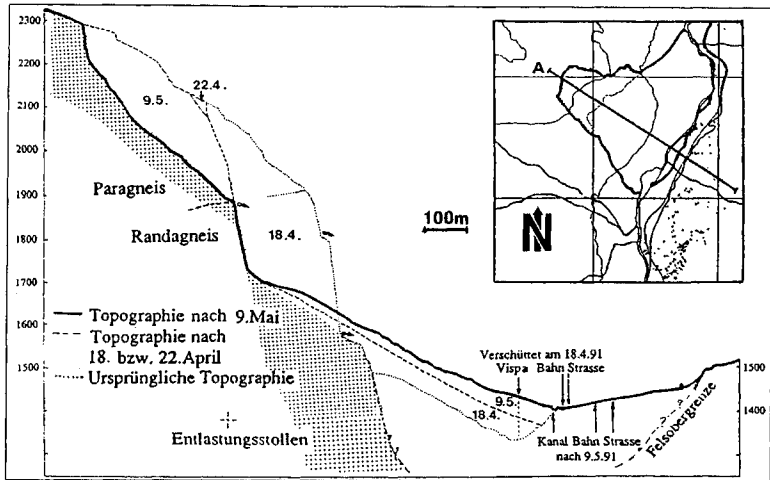 2300
2200
2100
2000
1900
1800
1700
1600
1500
22.4.
9.5.
Paragneis
Randagneis
18.4.
100m
A
N
Topographie nach 9.Mai
Topographie nach
18. bzw. 22.April
Ursprüngliche Topographie
Entlastungsstollen
Verschüttet am 18.4.91
Vispa Bahn Strasse
9.5.
18.4.
Kanal Bahn Strasse
nach 9.5.91
? ? ?
Felsobergrenze
1500
1400